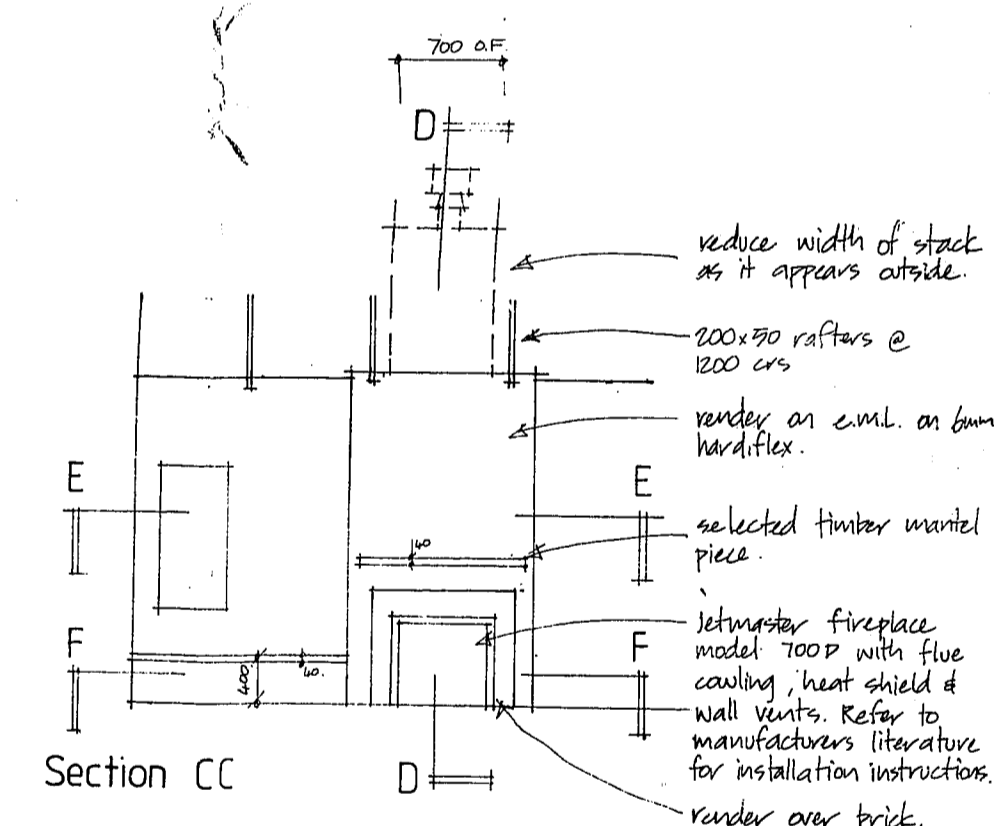 700 O.F.
D
reduce width of stack
as it appears outside.
200x50 rafters @
1200 crs
render on e.m.l. on 6mm
hardiflex.
E
E
40
selected timber mantel
piece.
jetmaster fireplace
model 700D with flue
cowling, heat shield &
wall vents. Refer to
manufacturers literature
for installation instructions.
F
F
400.
40.
Section CC
D
render over brick.